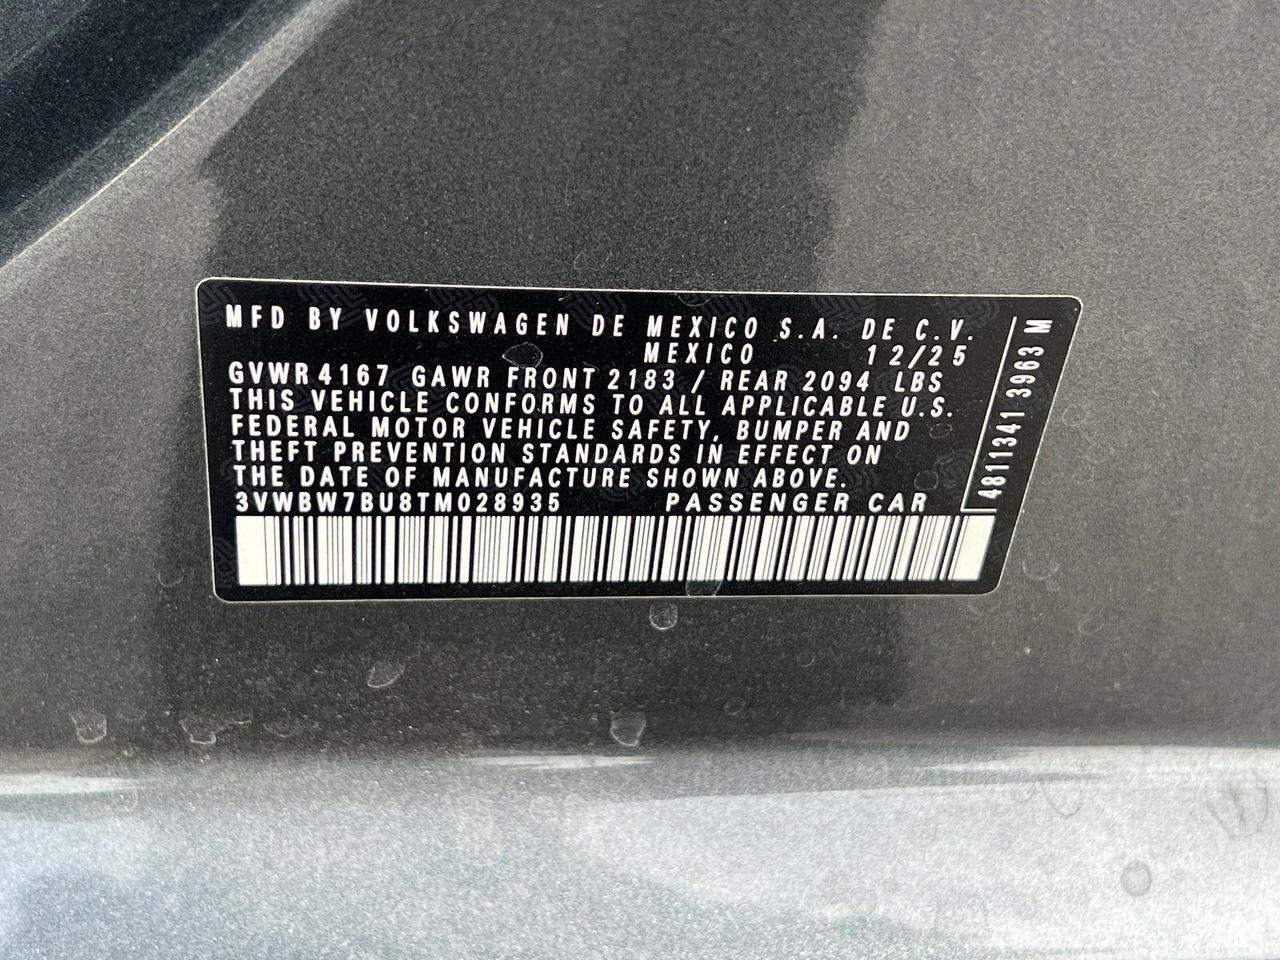 MFD BY VOLKSWAGEN DE MEXICO S.A. DE C.V.
MEXICO 12/25
GVWR 4167 GAWR FRONT 2183 / REAR 2094 LBS
THIS VEHICLE CONFORMS TO ALL APPLICABLE U.S.
FEDERAL MOTOR VEHICLE SAFETY, BUMPER AND
THEFT PREVENTION STANDARDS IN EFFECT ON
THE DATE OF MANUFACTURE SHOWN ABOVE.
3VWBW7BU8TM028935 PASSENGER CAR
4811341 3963 M